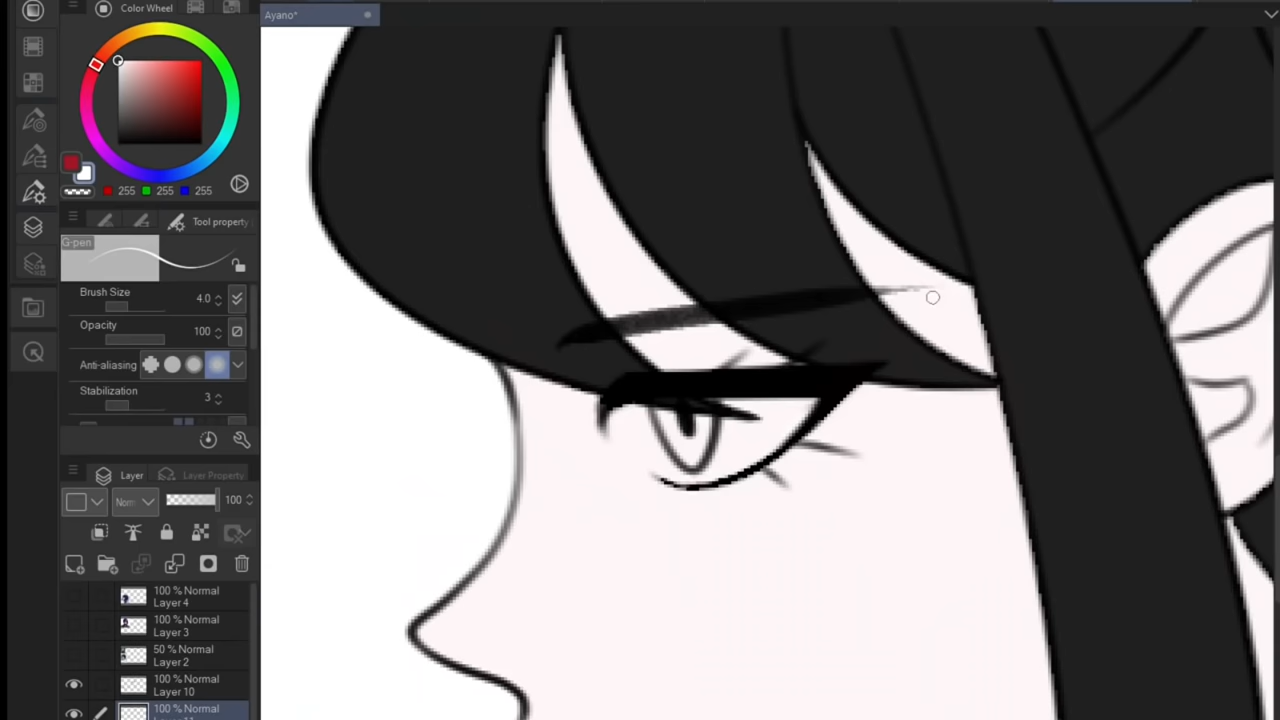 Color Wheel
Ayano*
255 255 255
Tool property
G-pen
Brush Size 4.0
Opacity 100
Anti-aliasing
Stabilization 3
Layer Layer Property
Norm 100
100 % Normal
Layer 4
100 % Normal
Layer 3
50 % Normal
Layer 2
100 % Normal
Layer 10
100 % Normal